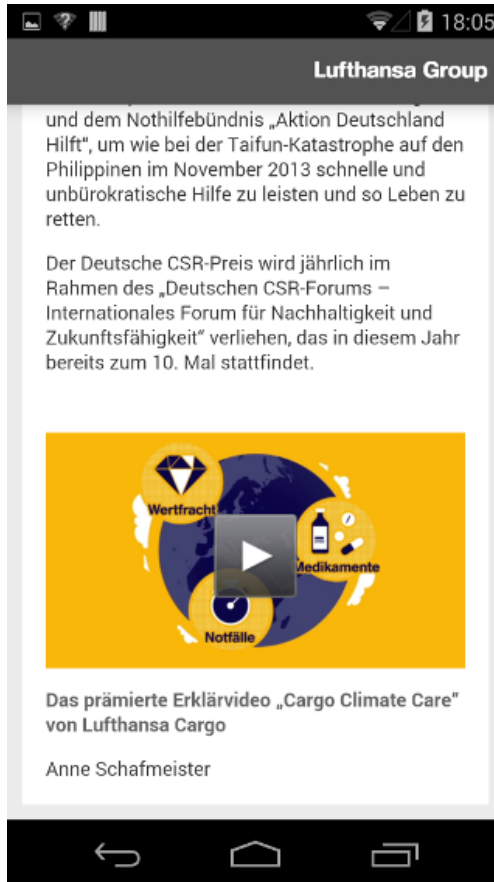 18:05
Lufthansa Group
und dem Nothilfebündnis „Aktion Deutschland
Hilft“, um wie bei der Taifun-Katastrophe auf den
Philippinen im November 2013 schnelle und
unbürokratische Hilfe zu leisten und so Leben zu
retten.
Der Deutsche CSR-Preis wird jährlich im
Rahmen des „Deutschen CSR-Forums –
Internationales Forum für Nachhaltigkeit und
Zukunftsfähigkeit“ verliehen, das in diesem Jahr
bereits zum 10. Mal stattfindet.
Wertfracht
Medikamente
Notfälle
Das prämierte Erklärvideo „Cargo Climate Care“
von Lufthansa Cargo
Anne Schafmeister